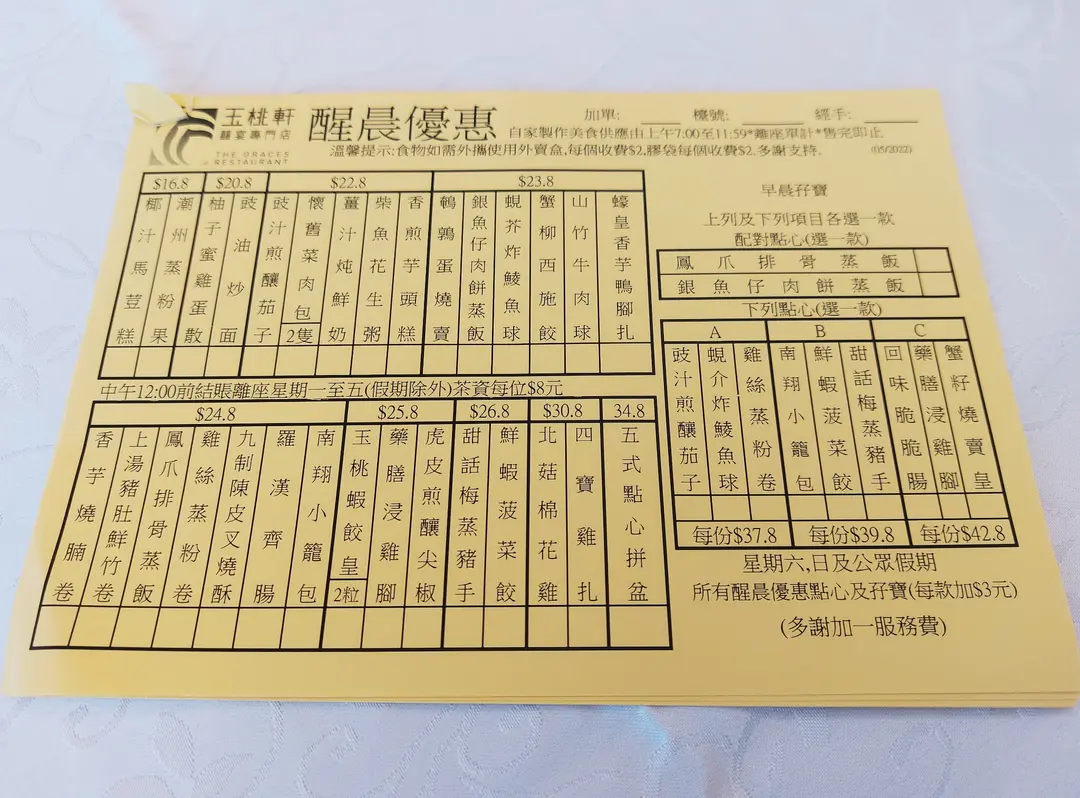 玉桃軒
囍宴專門店
THE GRACES
RESTAURANT
醒晨優惠
加單: 檯號: 經手:
自家製作美食供應由上午7:00至11:59*離座單計*售完即止
溫馨提示:食物如需外攜使用外賣盒,每個收費$2,膠袋每個收費$2.多謝支持.
(05/2022)
$16.8
椰汁馬荳糕
潮州蒸粉果
$20.8
柚子蜜雞蛋散
豉油炒面
$22.8
豉汁煎釀茄子
懷舊菜肉包2隻
薑汁炖鮮奶
柴魚花生粥
香煎芋頭糕
$23.8
鵪鶉蛋燒賣
銀魚仔肉餅蒸飯
蜆芥炸鯪魚球
蟹柳西施餃
山竹牛肉球
蠔皇香芋鴨腳扎
中午12:00前結賬離座星期一至五(假期除外)茶資每位$8元
$24.8
香芋燒腩卷
上湯豬肚鮮竹卷
鳳爪排骨蒸飯
雞絲蒸粉卷
九制陳皮叉燒酥
羅漢齊腸
南翔小籠包
$25.8
玉桃蝦餃皇2粒
藥膳浸雞腳
虎皮煎釀尖椒
$26.8
甜話梅蒸豬手
鮮蝦菠菜餃
$30.8
北菇棉花雞
四寶雞扎
34.8
五式點心拼盆
早晨孖寶
上列及下列項目各選一款
配對點心(選一款)
鳳爪排骨蒸飯
銀魚仔肉餅蒸飯
下列點心(選一款)
A
豉汁煎釀茄子
蜆介炸鯪魚球
雞絲蒸粉卷
每份$37.8
B
南翔小籠包
鮮蝦菠菜餃
甜話梅蒸豬手
每份$39.8
C
回味脆脆腸
藥膳浸雞腳
蟹籽燒賣皇
每份$42.8
星期六,日及公眾假期
所有醒晨優惠點心及孖寶(每款加$3元)
(多謝加一服務費)